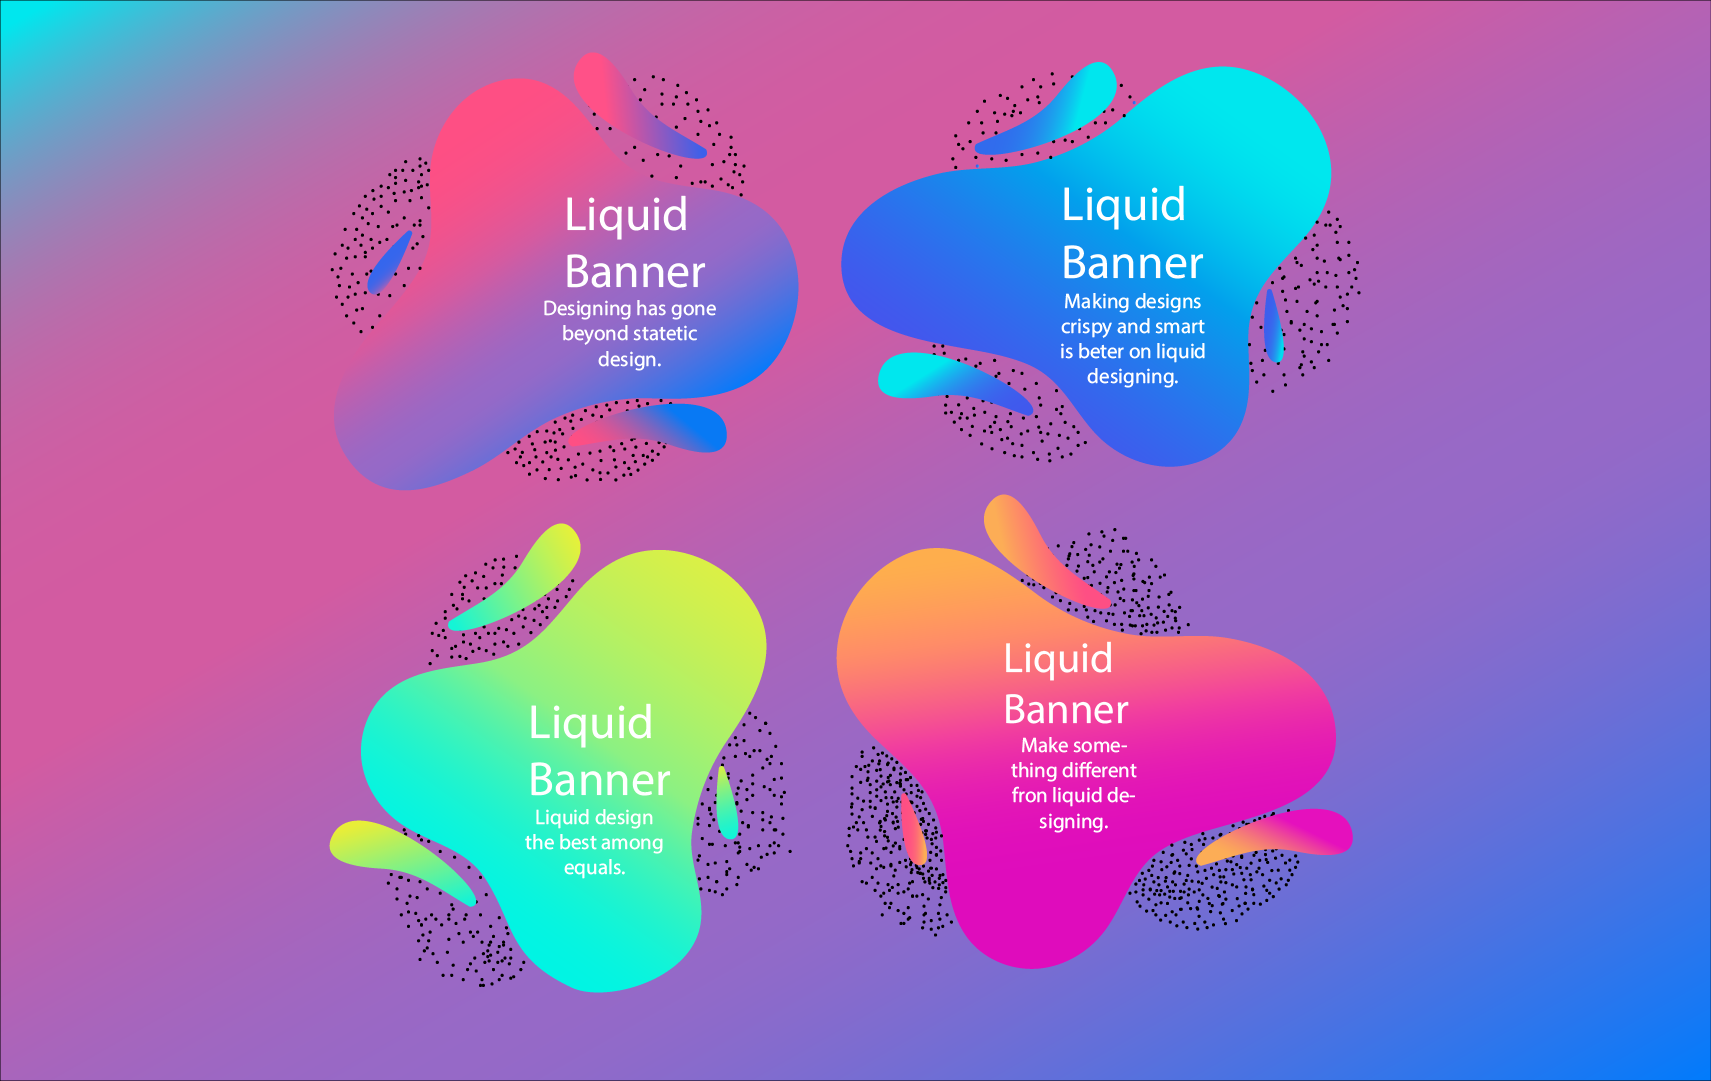 Liquid
Banner
Designing has gone
beyond statetic
design.
Liquid
Banner
Making designs
crispy and smart
is beter on liquid
designing.
Liquid
Banner
Liquid design
the best among
equals.
Liquid
Banner
Make some-
thing different
fron liquid de-
signing.